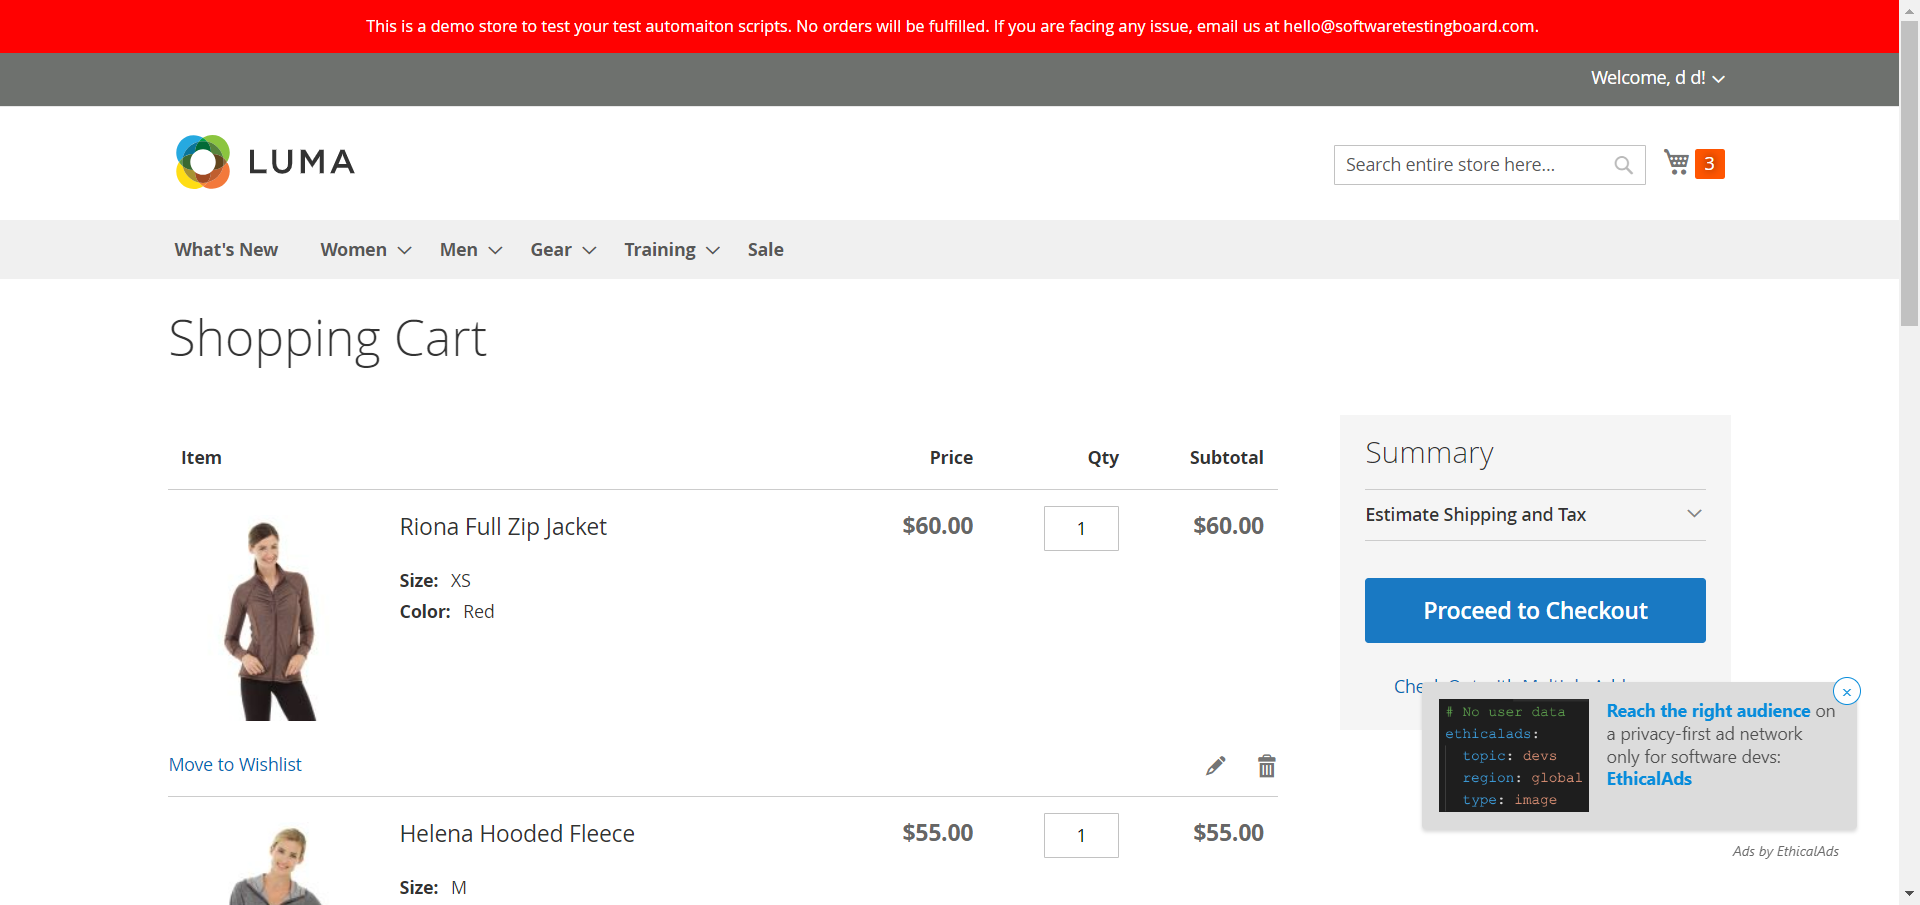 This is a demo store to test your test automaiton scripts. No orders will be fulfilled. If you are facing any issue, email us at hello@softwaretestingboard.com.
Welcome, d d!
LUMA
Search entire store here...
3
What's New Women Men Gear Training Sale
Shopping Cart
Item Price Qty Subtotal
Riona Full Zip Jacket $60.00 1 $60.00
Size: XS
Color: Red
Move to Wishlist
Helena Hooded Fleece $55.00 1 $55.00
Size: M
Summary
Estimate Shipping and Tax
Proceed to Checkout
# No user data
ethicalads:
topic: devs
region: global
type: image
Reach the right audience on
a privacy-first ad network
only for software devs:
EthicalAds
Ads by EthicalAds